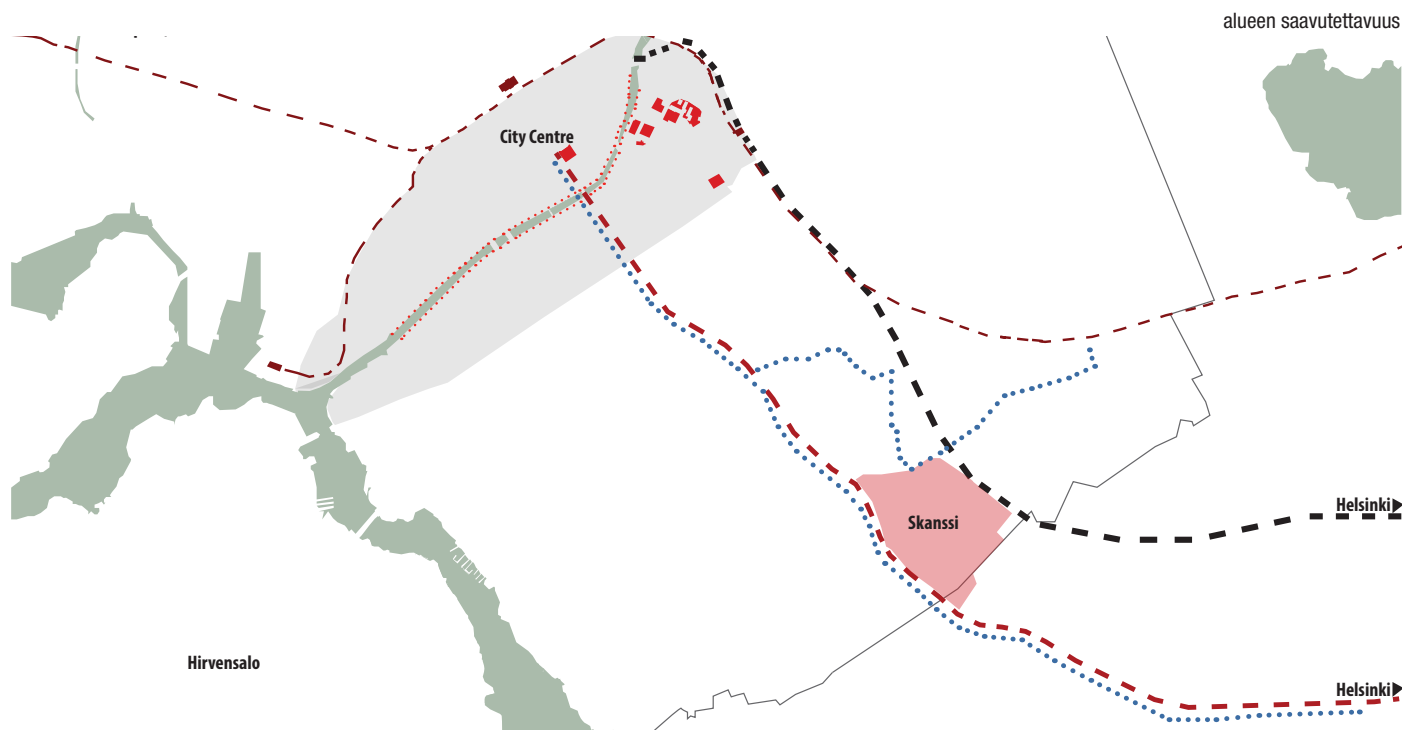 alueen saavutettavuus
City Centre
Helsinki
Skanssi
Hirvensalo
Helsinki